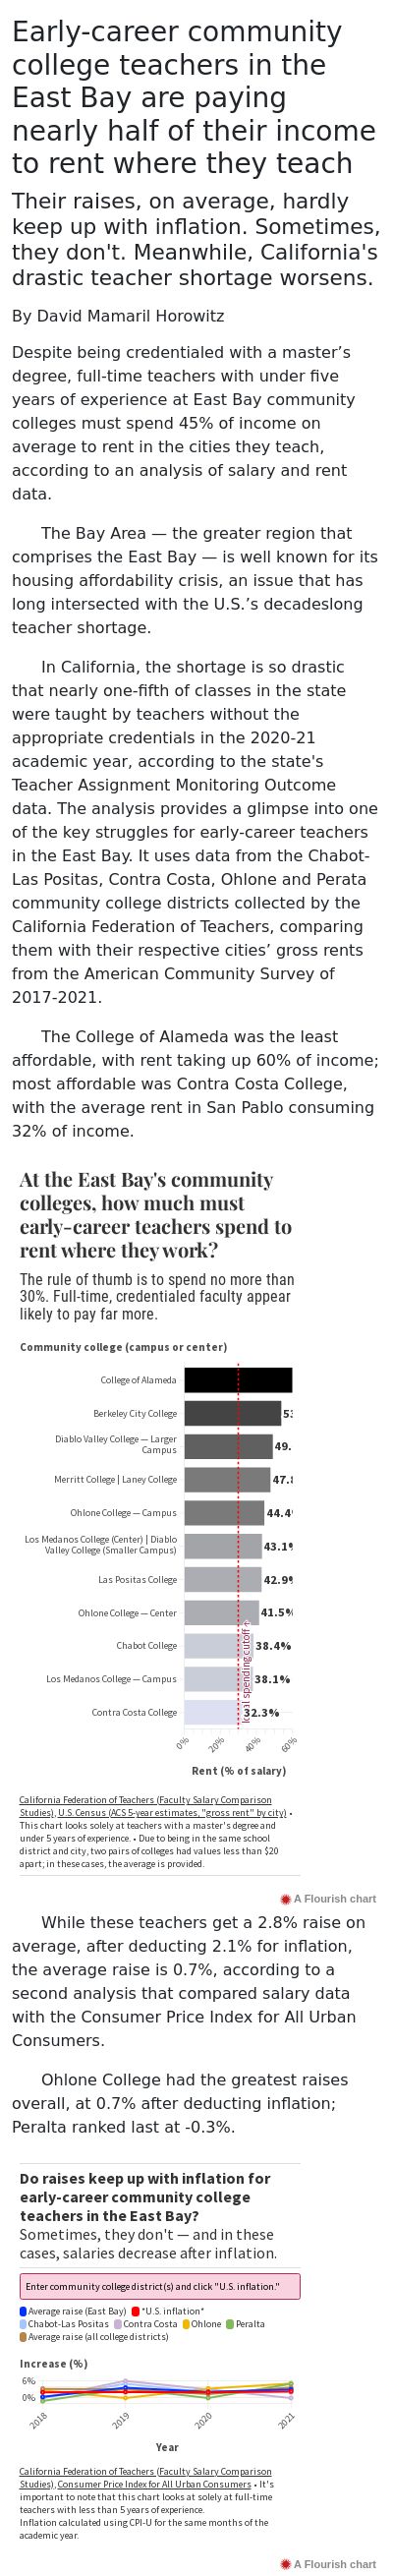 Early-career community
college teachers in the
East Bay are paying
nearly half of their income
to rent where they teach
Their raises, on average, hardly
keep up with inflation. Sometimes,
they don't. Meanwhile, California's
drastic teacher shortage worsens.
By David Mamaril Horowitz
Despite being credentialed with a master’s
degree, full-time teachers with under five
years of experience at East Bay community
colleges must spend 45% of income on
average to rent in the cities they teach,
according to an analysis of salary and rent
data.
The Bay Area — the greater region that
comprises the East Bay — is well known for its
housing affordability crisis, an issue that has
long intersected with the U.S.’s decadeslong
teacher shortage.
In California, the shortage is so drastic
that nearly one-fifth of classes in the state
were taught by teachers without the
appropriate credentials in the 2020-21
academic year, according to the state's
Teacher Assignment Monitoring Outcome
data. The analysis provides a glimpse into one
of the key struggles for early-career teachers
in the East Bay. It uses data from the Chabot-
Las Positas, Contra Costa, Ohlone and Perata
community college districts collected by the
California Federation of Teachers, comparing
them with their respective cities’ gross rents
from the American Community Survey of
2017-2021.
The College of Alameda was the least
affordable, with rent taking up 60% of income;
most affordable was Contra Costa College,
with the average rent in San Pablo consuming
32% of income.
At the East Bay's community
colleges, how much must
early-career teachers spend to
rent where they work?
The rule of thumb is to spend no more than
30%. Full-time, credentialed faculty appear
likely to pay far more.
Community college (campus or center)
College of Alameda
Berkeley City College 53
Diablo Valley College — Larger
Campus 49.
Merritt College | Laney College 47.8
Ohlone College — Campus 44.4%
Los Medanos College (Center) | Diablo
Valley College (Smaller Campus) 43.1%
Las Positas College 42.9%
Ohlone College — Center 41.5%
Chabot College 38.4%
Los Medanos College — Campus 38.1%
Contra Costa College 32.3%
spending cutoff
0% 20% 40% 60%
Rent (% of salary)
California Federation of Teachers (Faculty Salary Comparison
Studies), U.S. Census (ACS 5-year estimates, "gross rent" by city) •
This chart looks solely at teachers with a master's degree and
under 5 years of experience. • Due to being in the same school
district and city, two pairs of colleges had values less than $20
apart; in these cases, the average is provided.
A Flourish chart
While these teachers get a 2.8% raise on
average, after deducting 2.1% for inflation,
the average raise is 0.7%, according to a
second analysis that compared salary data
with the Consumer Price Index for All Urban
Consumers.
Ohlone College had the greatest raises
overall, at 0.7% after deducting inflation;
Peralta ranked last at -0.3%.
Do raises keep up with inflation for
early-career community college
teachers in the East Bay?
Sometimes, they don't — and in these
cases, salaries decrease after inflation.
Enter community college district(s) and click "U.S. inflation."
Average raise (East Bay) *U.S. inflation*
Chabot-Las Positas Contra Costa Ohlone Peralta
Average raise (all college districts)
Increase (%)
6%
0%
2018 2019 2020 2021
Year
California Federation of Teachers (Faculty Salary Comparison
Studies), Consumer Price Index for All Urban Consumers • It's
important to note that this chart looks at solely at full-time
teachers with less than 5 years of experience.
Inflation calculated using CPI-U for the same months of the
academic year.
A Flourish chart